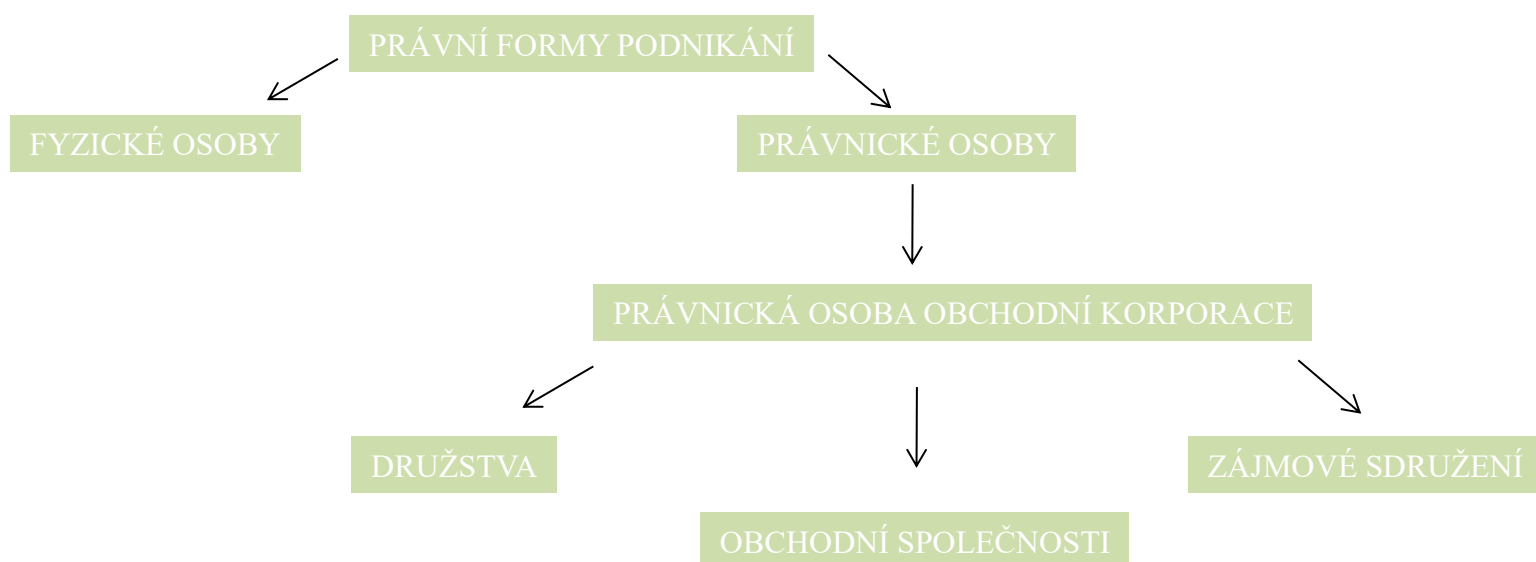 PRÁVNÍ FORMY PODNIKÁNÍ
FYZICKÉ OSOBY
PRÁVNICKÉ OSOBY
PRÁVNICKÁ OSOBA OBCHODNÍ KORPORACE
DRUŽSTVA
ZÁJMOVÉ SDRUŽENÍ
OBCHODNÍ SPOLEČNOSTI